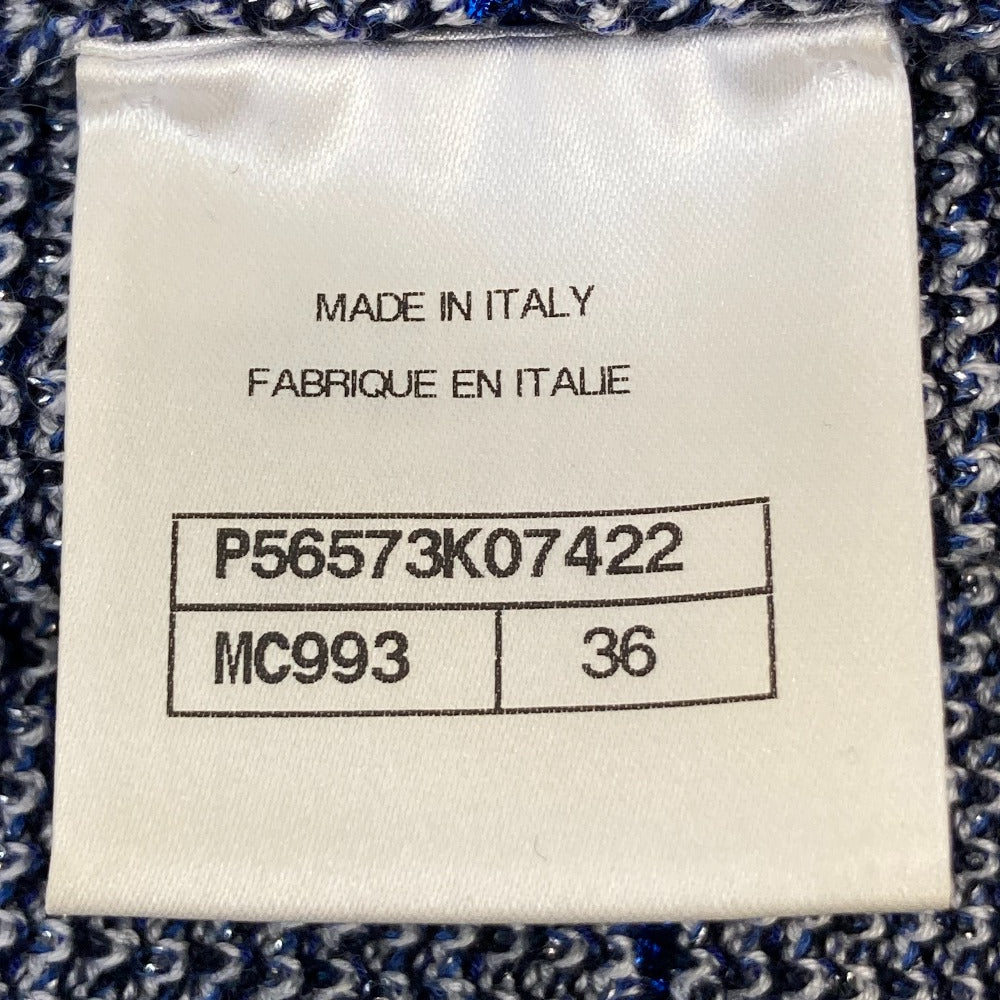 MADE IN ITALY
FABRIQUE EN ITALIE
P56573K07422
MC993 36